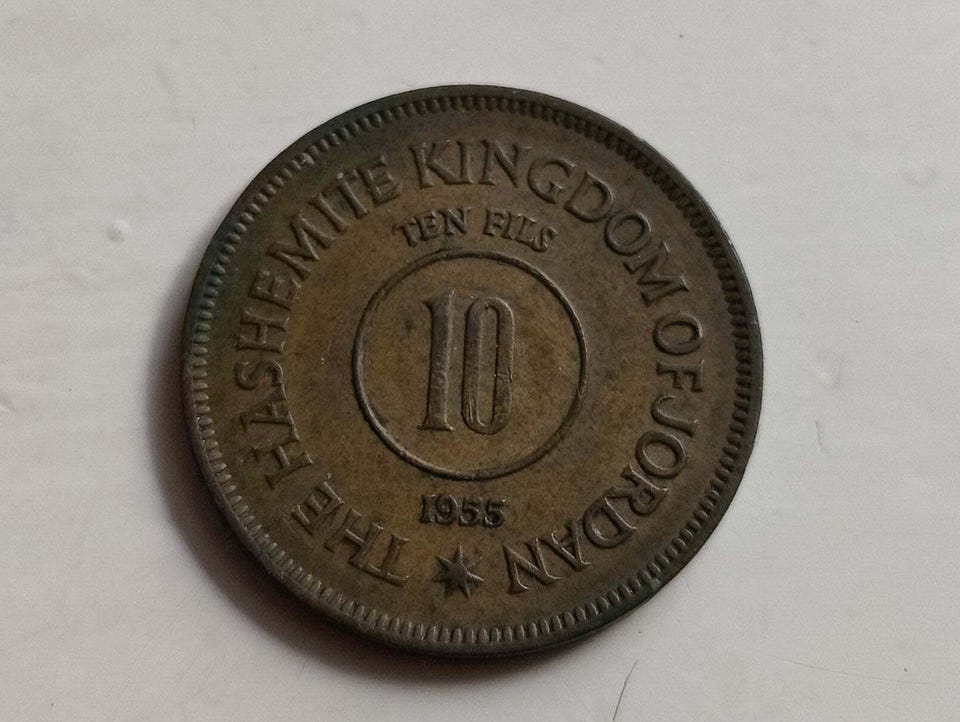 THE HASHEMITE KINGDOM OF JORDAN
TEN FILS
10
1955